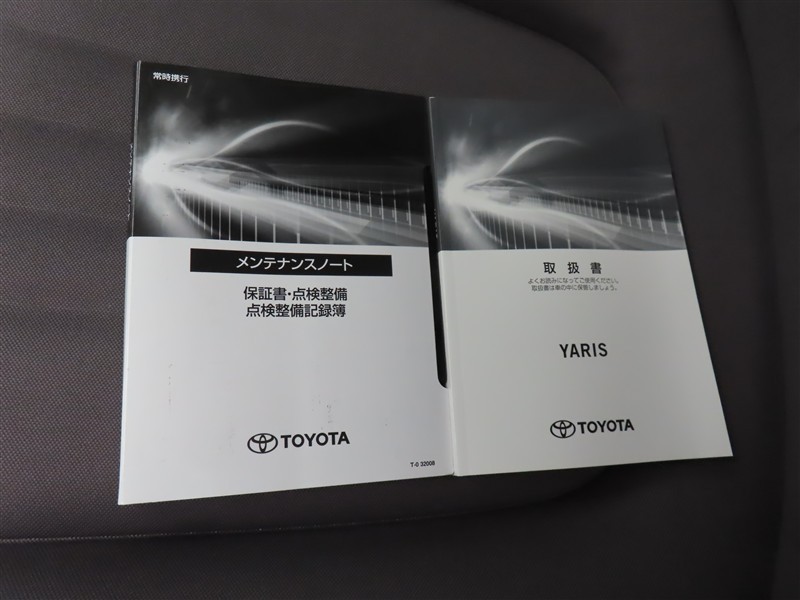 常時携行
メンテナンスノート
保証書・点検整備
点検整備記録簿
TOYOTA
T-0 32008
取扱書
よくお読みになってご使用ください。
取扱書は車の中に保管しましょう。
YARIS
TOYOTA